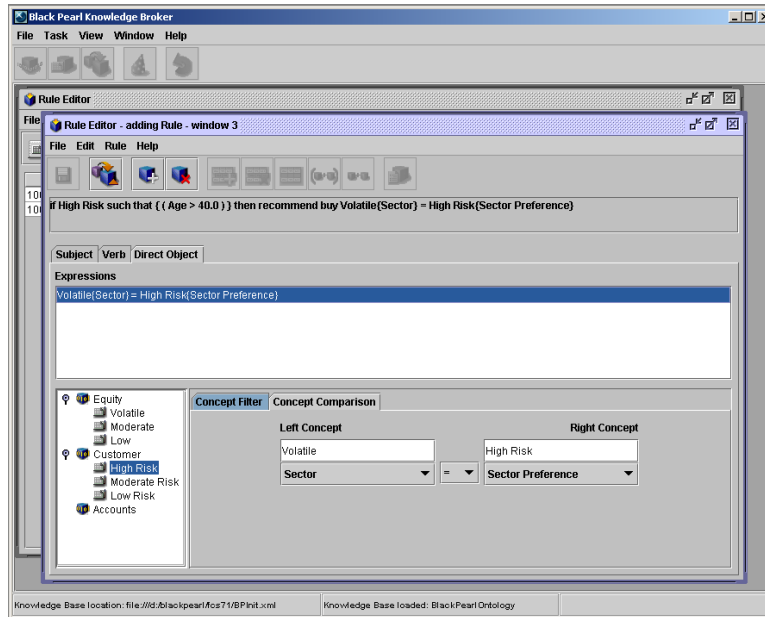 Black Pearl Knowledge Broker
File Task View Window Help
Rule Editor
File
Rule Editor - adding Rule - window 3
File Edit Rule Help
if High Risk such that { ( Age > 40.0 ) } then recommend buy Volatile{Sector} = High Risk{Sector Preference}
Subject Verb Direct Object
Expressions
Volatile{Sector} = High Risk{Sector Preference}
Equity
Volatile
Moderate
Low
Customer
High Risk
Moderate Risk
Low Risk
Accounts
Concept Filter Concept Comparison
Left Concept Right Concept
Volatile High Risk
Sector = Sector Preference
Knowledge Base location: file:///d:/blackpearl/fcs71/BPInit.xml Knowledge Base loaded: BlackPearlOntology